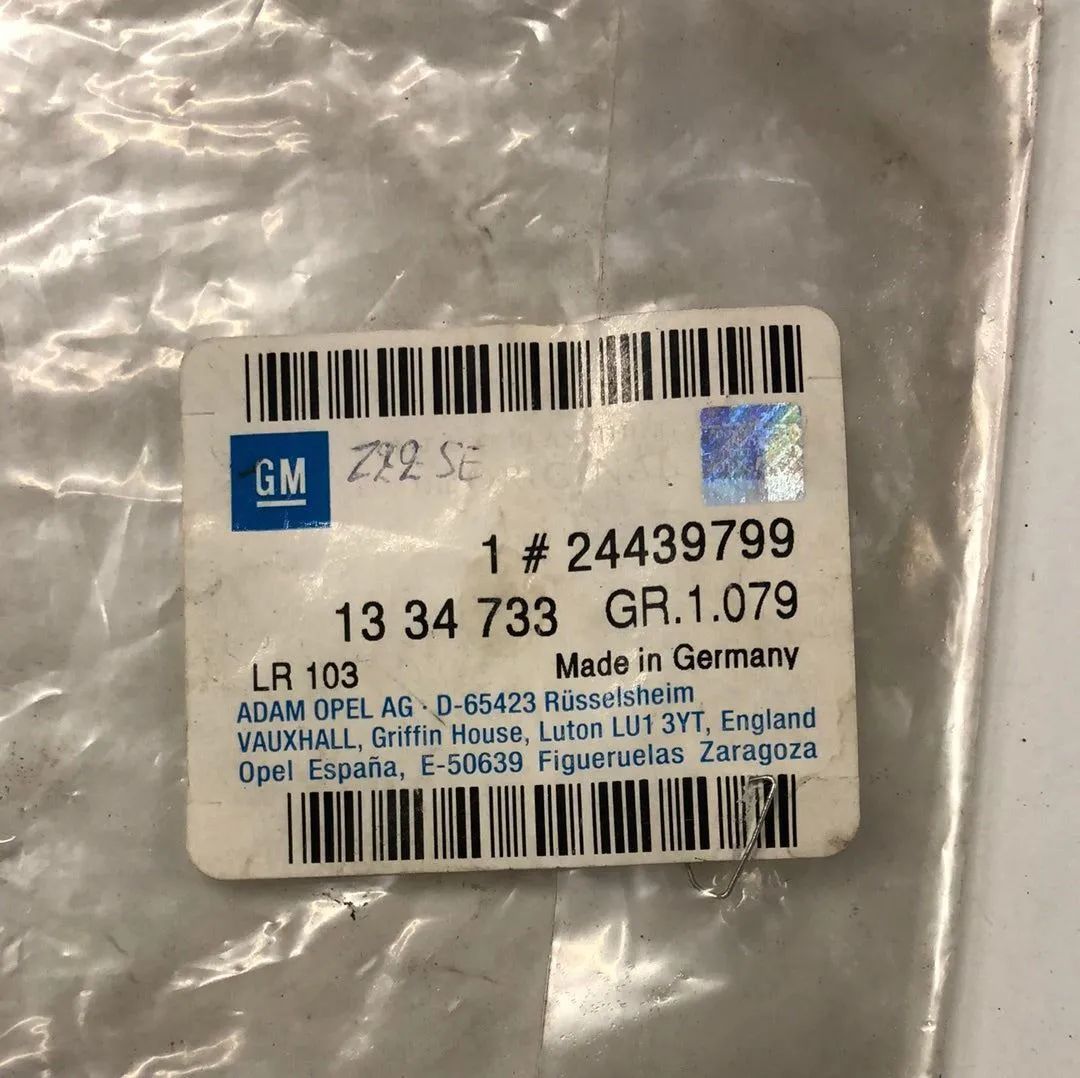 GM
Z22 SE
1 # 24439799
13 34 733 GR.1.079
LR 103 Made in Germany
ADAM OPEL AG · D-65423 Rüsselsheim
VAUXHALL, Griffin House, Luton LU1 3YT, England
Opel España, E-50639 Figueruelas Zaragoza